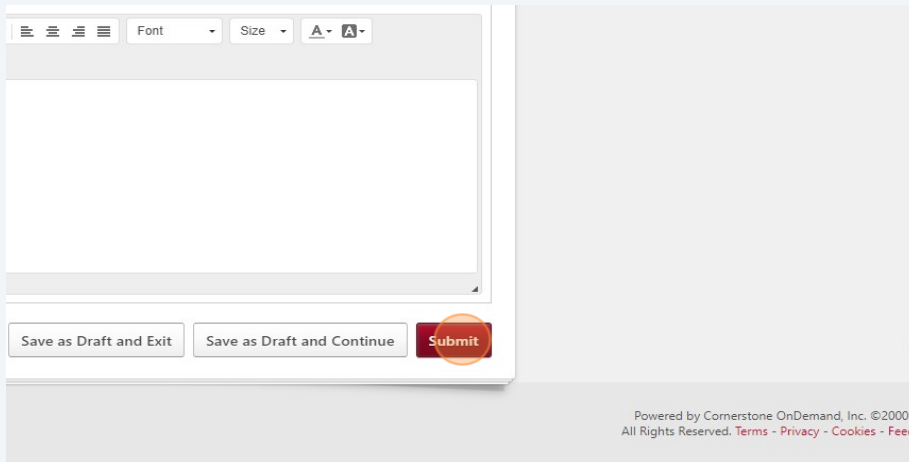 Font Size A A
Save as Draft and Exit Save as Draft and Continue Submit
Powered by Cornerstone OnDemand, Inc. ©2000
All Rights Reserved. Terms - Privacy - Cookies -